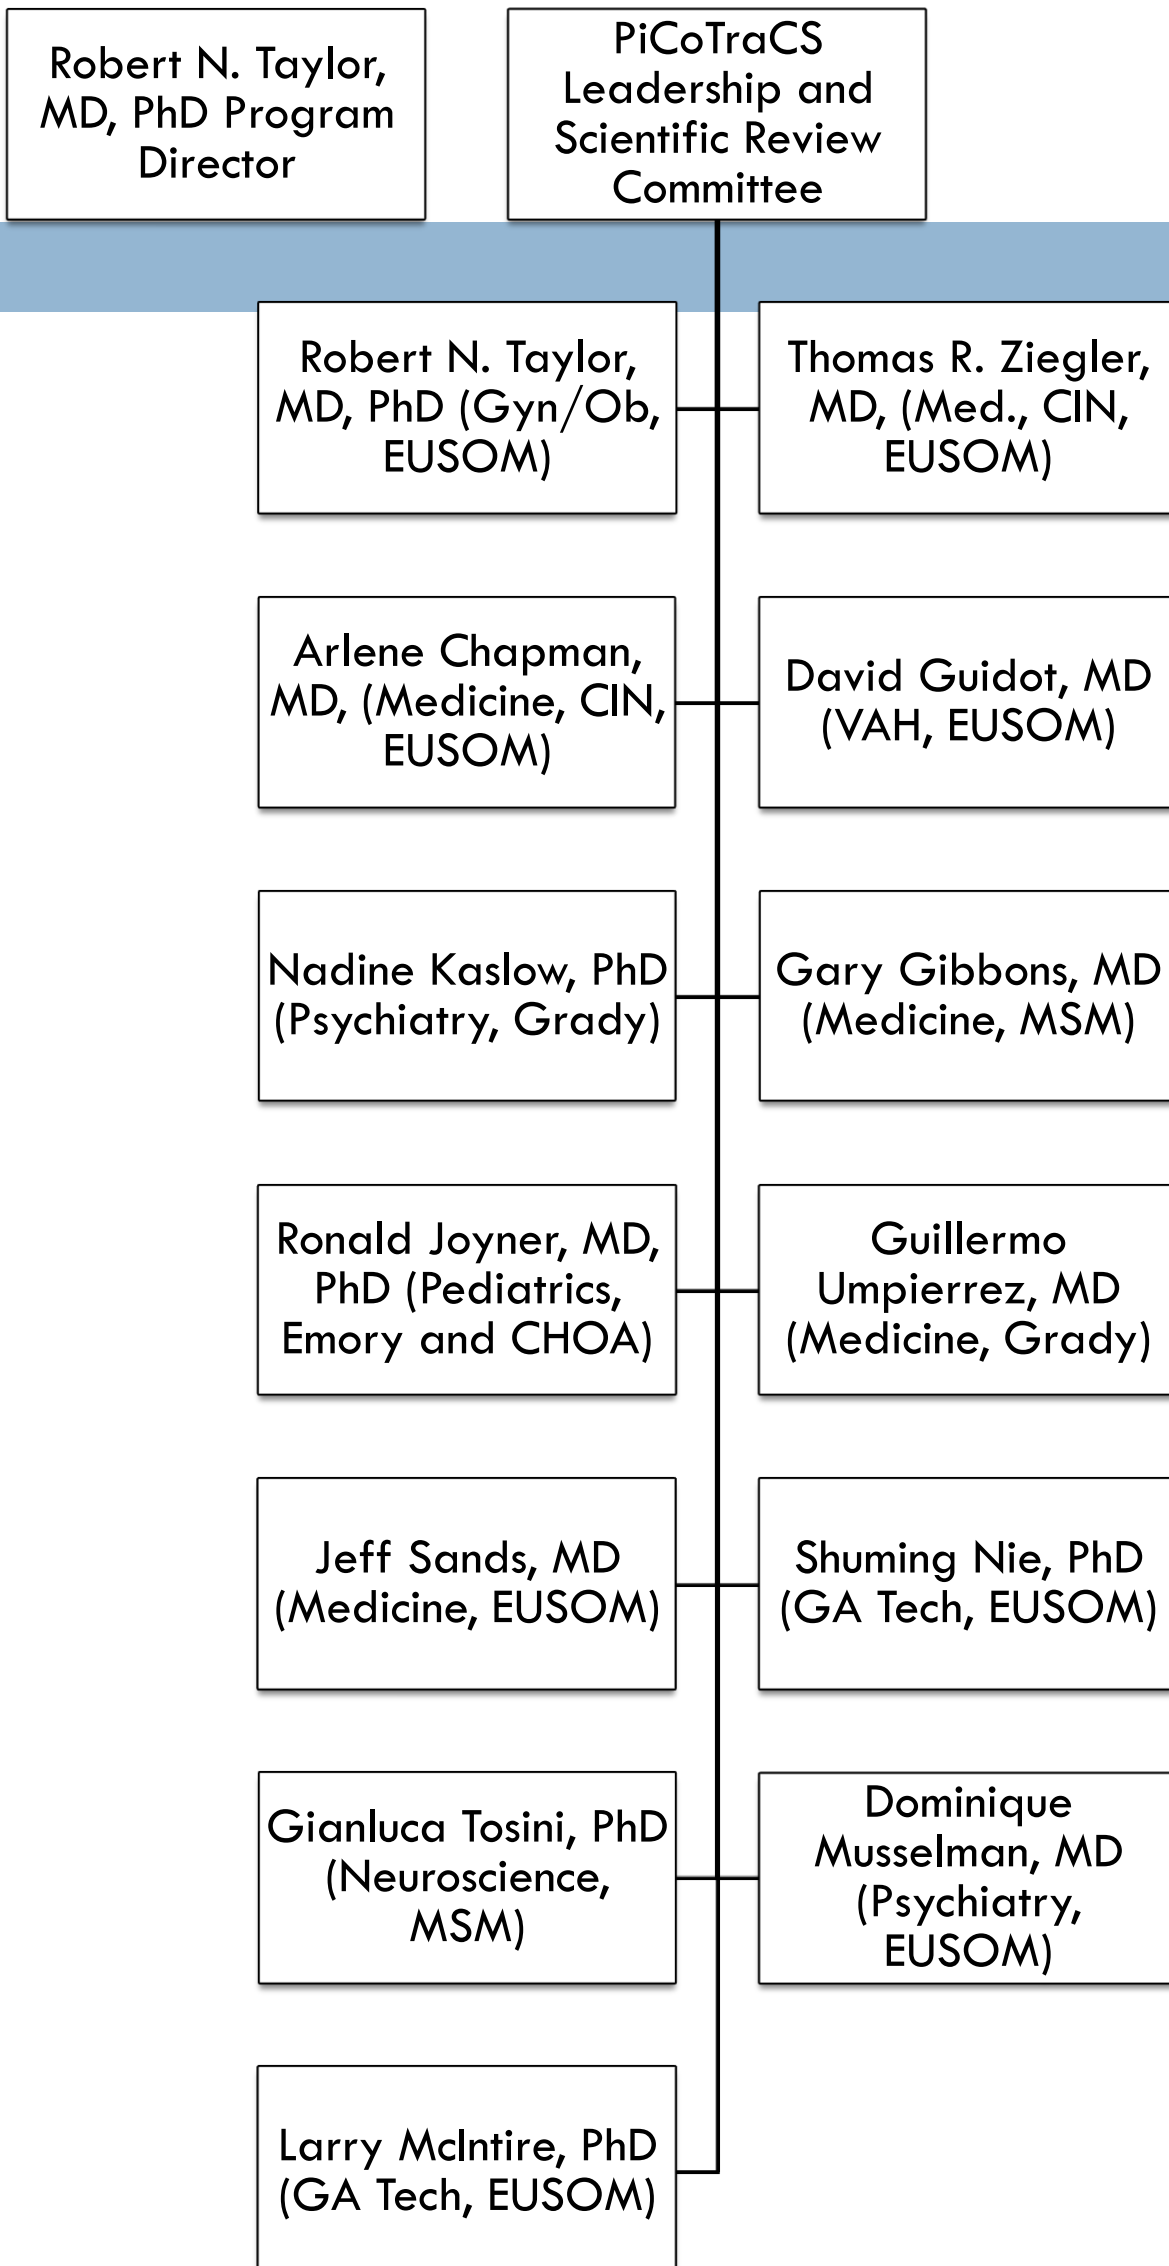 Robert N. Taylor,
MD, PhD Program
Director
PiCoTraCS
Leadership and
Scientific Review
Committee
Robert N. Taylor,
MD, PhD (Gyn/Ob,
EUSOM)
Thomas R. Ziegler,
MD, (Med., CIN,
EUSOM)
Arlene Chapman,
MD, (Medicine, CIN,
EUSOM)
David Guidot, MD
(VAH, EUSOM)
Nadine Kaslow, PhD
(Psychiatry, Grady)
Gary Gibbons, MD
(Medicine, MSM)
Ronald Joyner, MD,
PhD (Pediatrics,
Emory and CHOA)
Guillermo
Umpierrez, MD
(Medicine, Grady)
Jeff Sands, MD
(Medicine, EUSOM)
Shuming Nie, PhD
(GA Tech, EUSOM)
Gianluca Tosini, PhD
(Neuroscience,
MSM)
Dominique
Musselman, MD
(Psychiatry,
EUSOM)
Larry McIntire, PhD
(GA Tech, EUSOM)